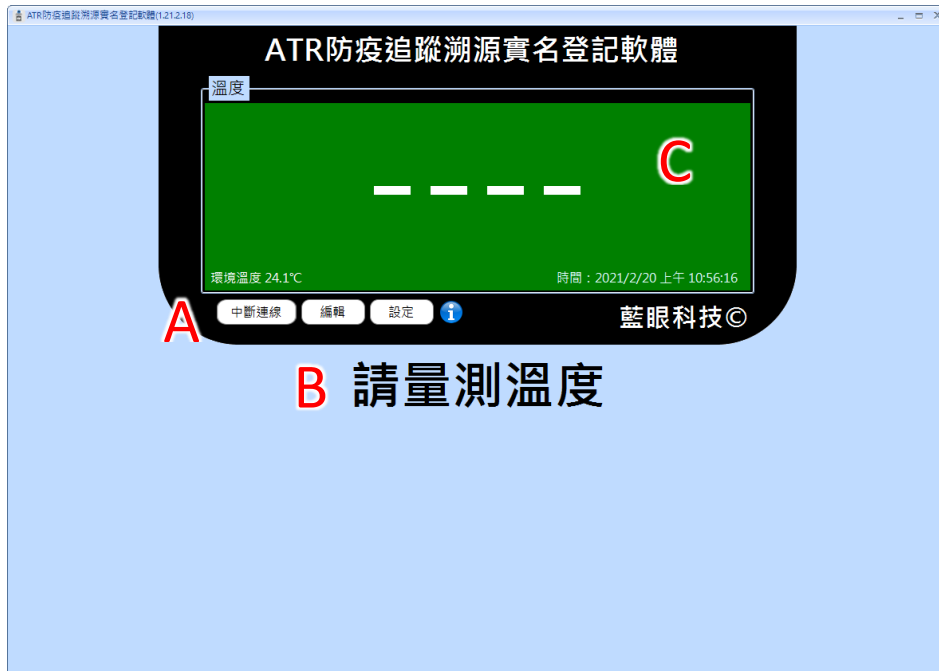 ATR防疫追蹤溯源實名登記軟體(1.21.2.18)
ATR防疫追蹤溯源實名登記軟體
溫度
C
— — — —
環境溫度 24.1℃
時間：2021/2/20 上午 10:56:16
A
中斷連線 編輯 設定 i
藍眼科技©
B 請量測溫度